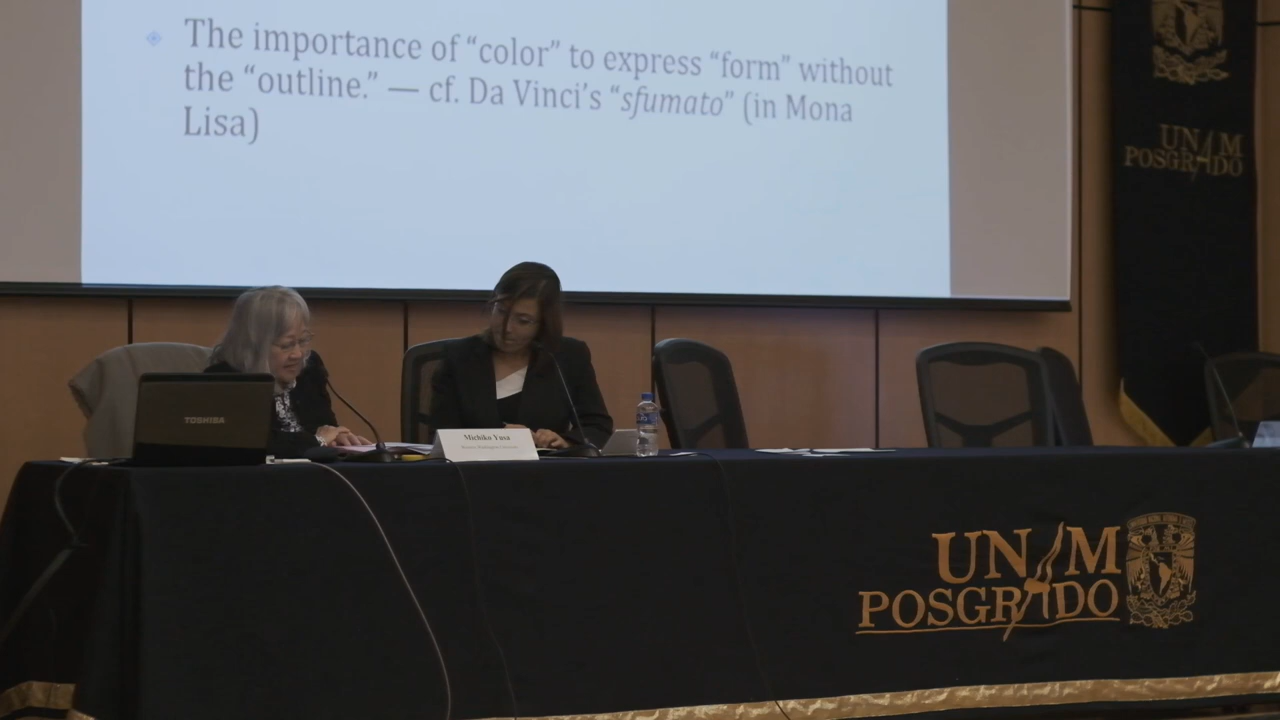 The importance of “color” to express “form” without
the “outline.” — cf. Da Vinci’s “sfumato” (in Mona
Lisa)
UNAM
POSGRADO
TOSHIBA
Michiko Yusa
UNAM
POSGRADO